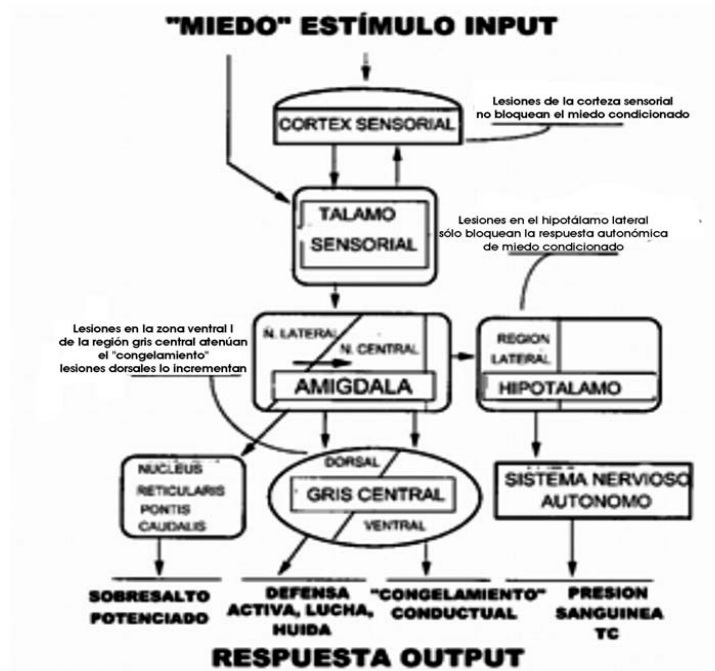 "MIEDO" ESTÍMULO INPUT
Lesiones de la corteza sensorial
no bloquean el miedo condicionado
CORTEX SENSORIAL
TALAMO
SENSORIAL
Lesiones en el hipotálamo lateral
sólo bloquean la respuesta autonómica
de miedo condicionado
Lesiones en la zona ventral l
de la región gris central atenúan
el "congelamiento"
lesiones dorsales lo incrementan
Ñ. LATERAL
N. CENTRAL
AMIGDALA
REGION
LATERAL
HIPOTALAMO
NUCLEUS
RETICULARIS
PONTIS
CAUDALIS
DORSAL
GRIS CENTRAL
VENTRAL
SISTEMA NERVIOSO
AUTONOMO
SOBRESALTO
POTENCIADO
DEFENSA
ACTIVA, LUCHA,
HUIDA
"CONGELAMIENTO"
CONDUCTUAL
PRESION
SANGUINEA
TC
RESPUESTA OUTPUT